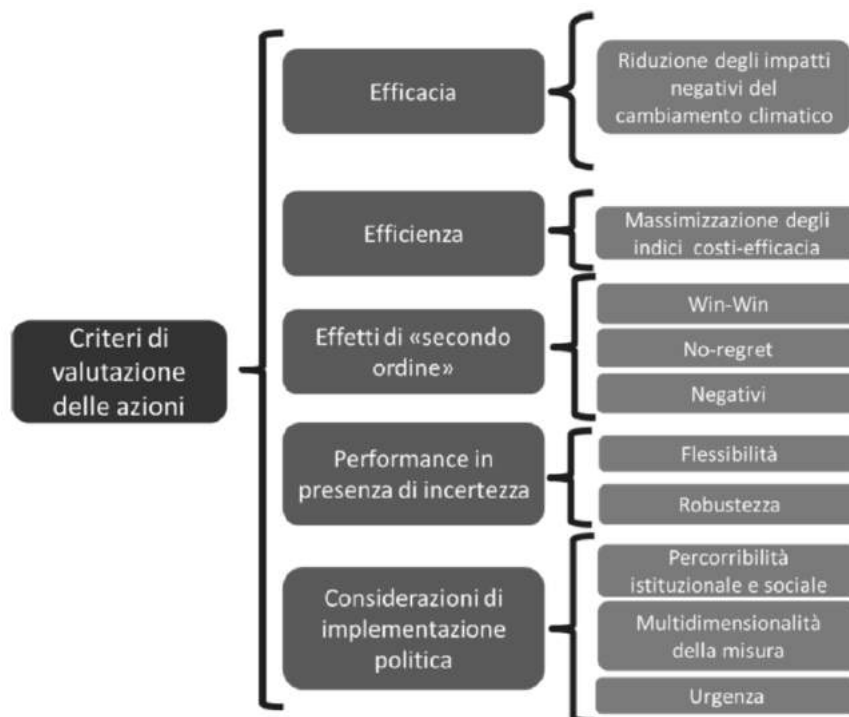 Criteri di
valutazione
delle azioni
Efficacia
Riduzione degli impatti
negativi del
cambiamento climatico
Efficienza
Massimizzazione degli
indici costi-efficacia
Effetti di «secondo
ordine»
Win-Win
No-regret
Negativi
Performance in
presenza di incertezza
Flessibilità
Robustezza
Considerazioni di
implementazione
politica
Percorribilità
istituzionale e sociale
Multidimensionalità
della misura
Urgenza